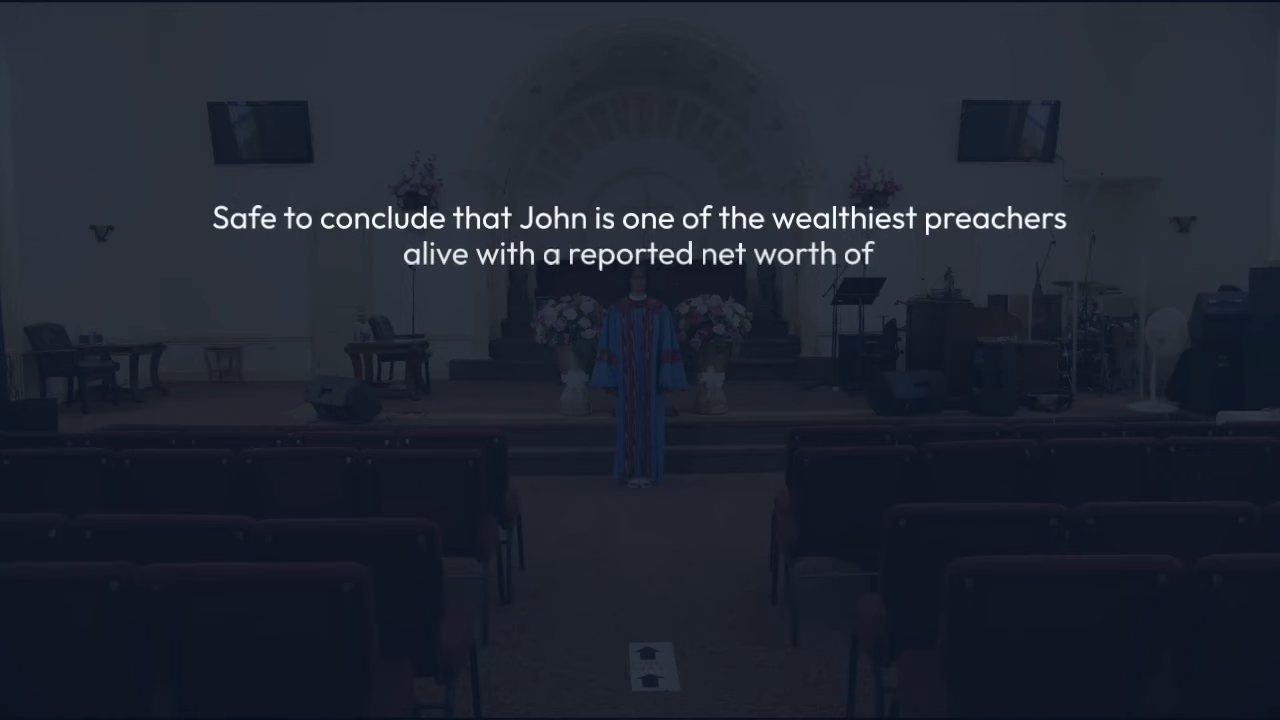 Safe to conclude that John is one of the wealthiest preachers
alive with a reported net worth of